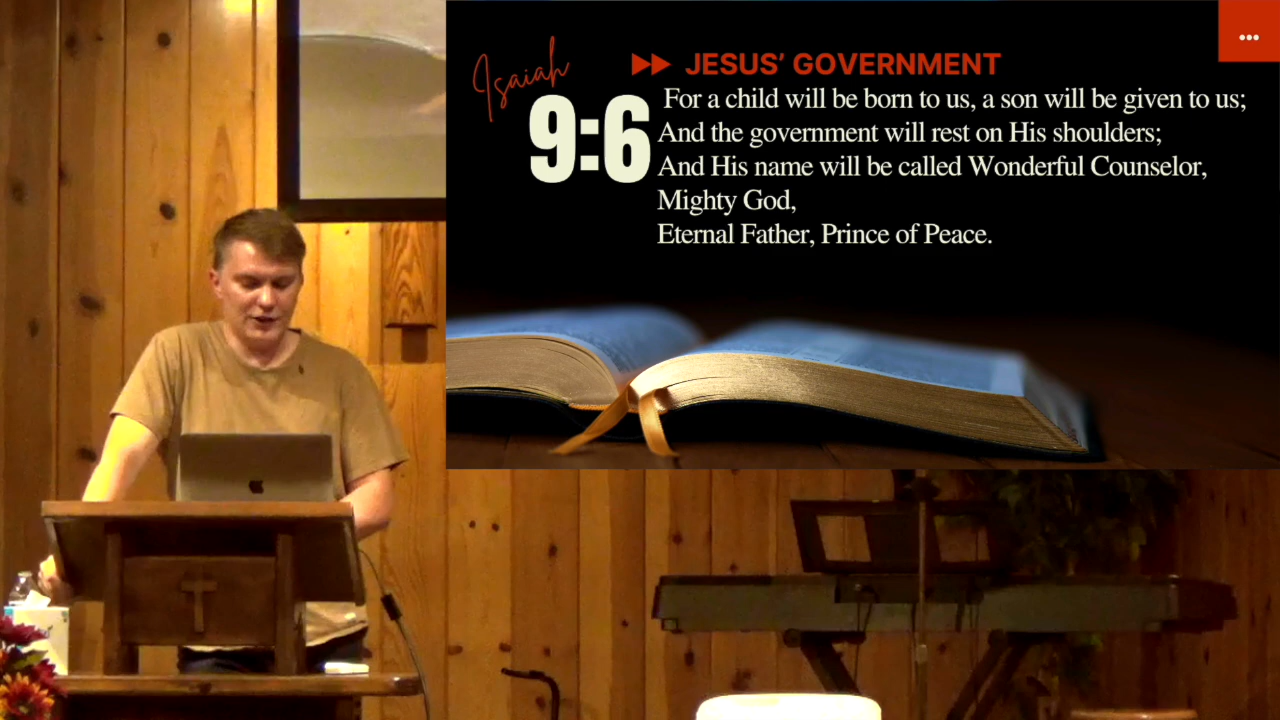 Isaiah
9:6
JESUS’ GOVERNMENT
For a child will be born to us, a son will be given to us;
And the government will rest on His shoulders;
And His name will be called Wonderful Counselor,
Mighty God,
Eternal Father, Prince of Peace.